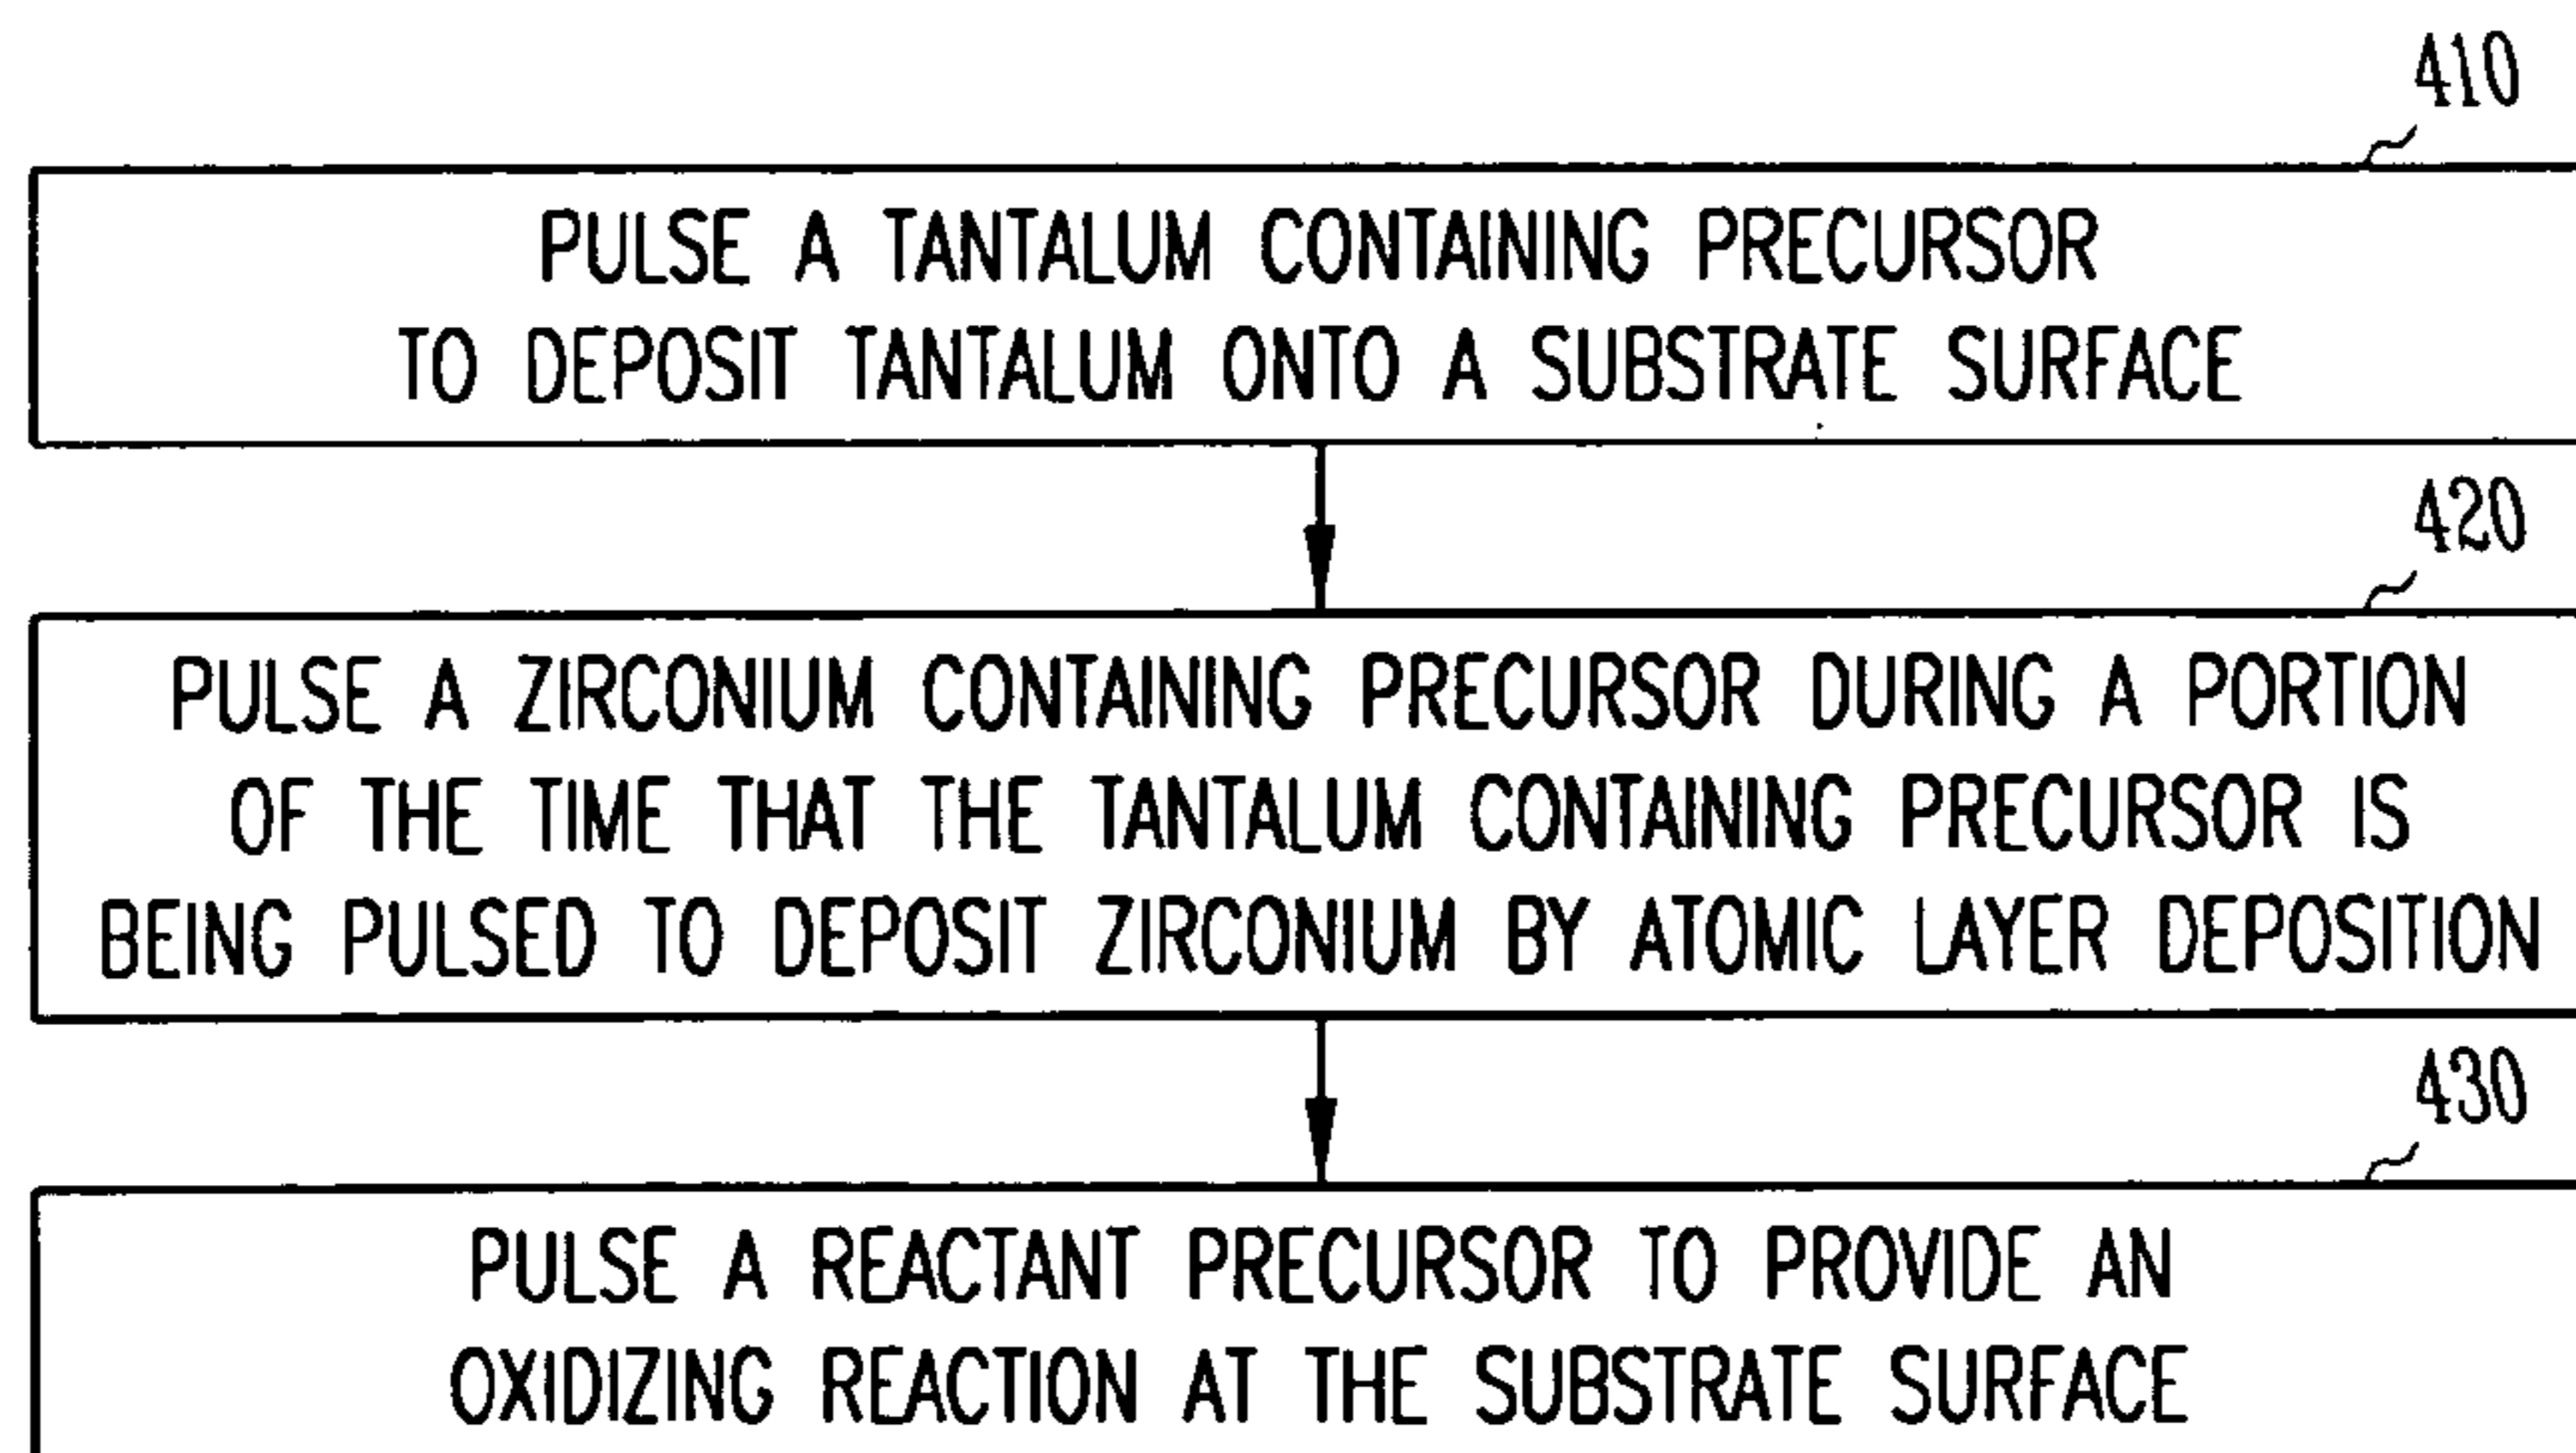 410
PULSE A TANTALUM CONTAINING PRECURSOR
TO DEPOSIT TANTALUM ONTO A SUBSTRATE SURFACE
420
PULSE A ZIRCONIUM CONTAINING PRECURSOR DURING A PORTION
OF THE TIME THAT THE TANTALUM CONTAINING PRECURSOR IS
BEING PULSED TO DEPOSIT ZIRCONIUM BY ATOMIC LAYER DEPOSITION
430
PULSE A REACTANT PRECURSOR TO PROVIDE AN
OXIDIZING REACTION AT THE SUBSTRATE SURFACE